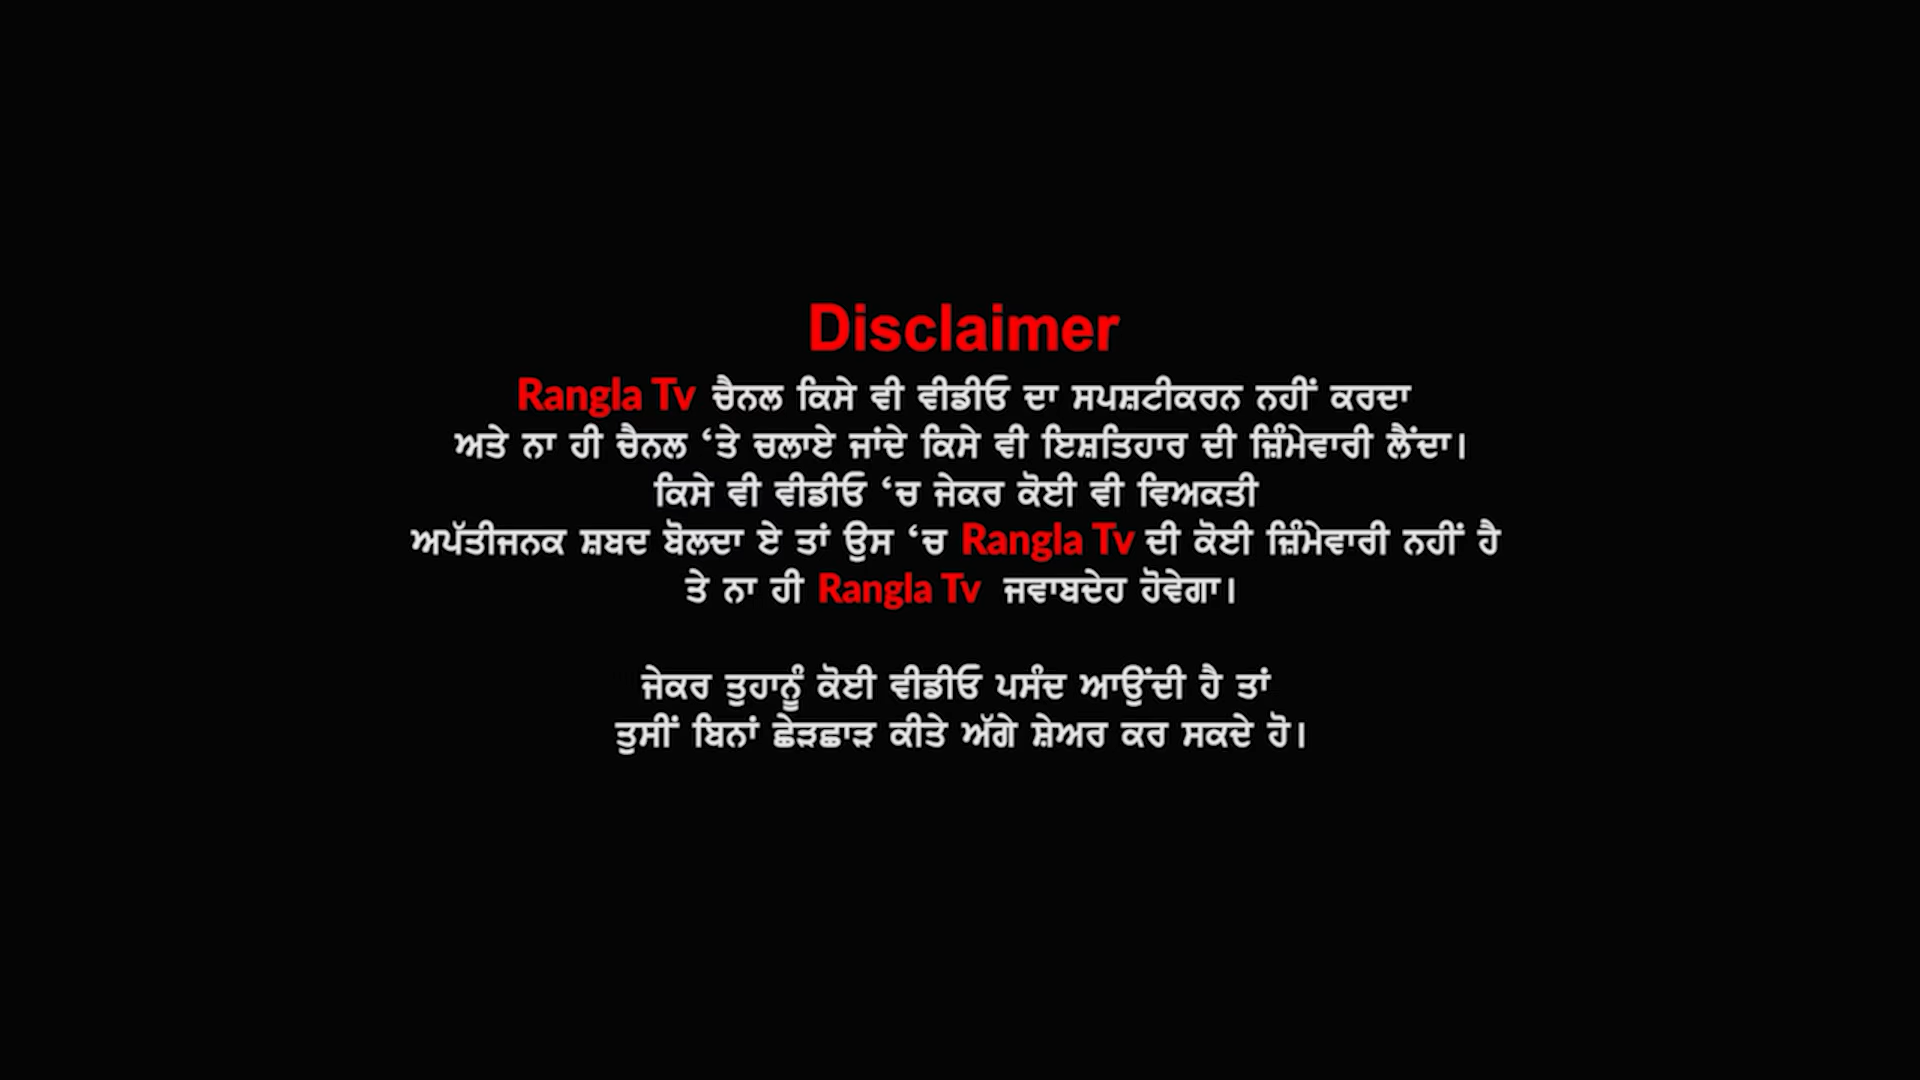 Disclaimer
Rangla Tv ਚੈਨਲ ਕਿਸੇ ਵੀ ਵੀਡੀਓ ਦਾ ਸਪਸ਼ਟੀਕਰਨ ਨਹੀਂ ਕਰਦਾ
ਅਤੇ ਨਾ ਹੀ ਚੈਨਲ ‘ਤੇ ਚਲਾਏ ਜਾਂਦੇ ਕਿਸੇ ਵੀ ਇਸ਼ਤਿਹਾਰ ਦੀ ਜ਼ਿੰਮੇਵਾਰੀ ਲੈਂਦਾ।
ਕਿਸੇ ਵੀ ਵੀਡੀਓ ‘ਚ ਜੇਕਰ ਕੋਈ ਵੀ ਵਿਅਕਤੀ
ਅਪੱਤੀਜਨਕ ਸ਼ਬਦ ਬੋਲਦਾ ਏ ਤਾਂ ਉਸ ‘ਚ Rangla Tv ਦੀ ਕੋਈ ਜ਼ਿੰਮੇਵਾਰੀ ਨਹੀਂ ਹੈ
ਤੇ ਨਾ ਹੀ Rangla Tv ਜਵਾਬਦੇਹ ਹੋਵੇਗਾ।
ਜੇਕਰ ਤੁਹਾਨੂੰ ਕੋਈ ਵੀਡੀਓ ਪਸੰਦ ਆਉਂਦੀ ਹੈ ਤਾਂ
ਤੁਸੀਂ ਬਿਨਾਂ ਛੇੜਛਾੜ ਕੀਤੇ ਅੱਗੇ ਸ਼ੇਅਰ ਕਰ ਸਕਦੇ ਹੋ।